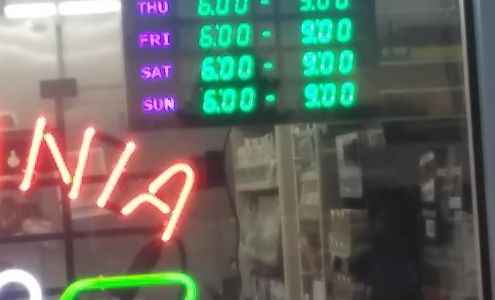 THU 6:00 - 9:00
FRI 6:00 - 9:00
SAT 6:00 - 9:00
SUN 6:00 - 9:00
NIA